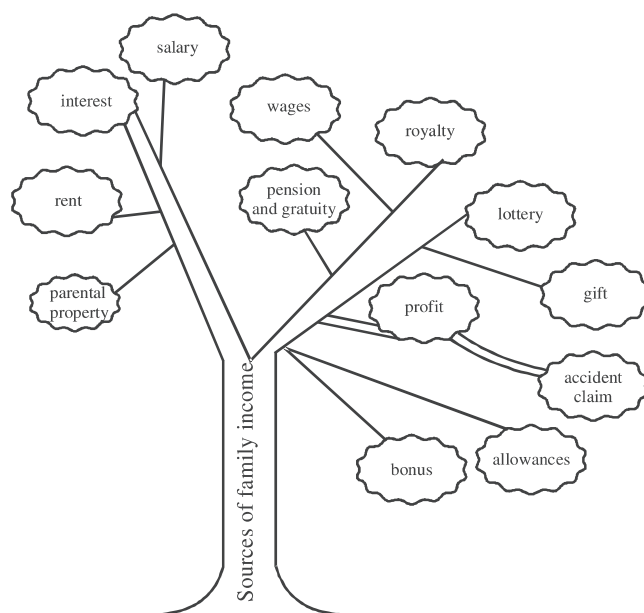 salary
interest
wages
royalty
rent
pension
and gratuity
lottery
parental
property
profit
gift
accident
claim
bonus
allowances
Sources of family income